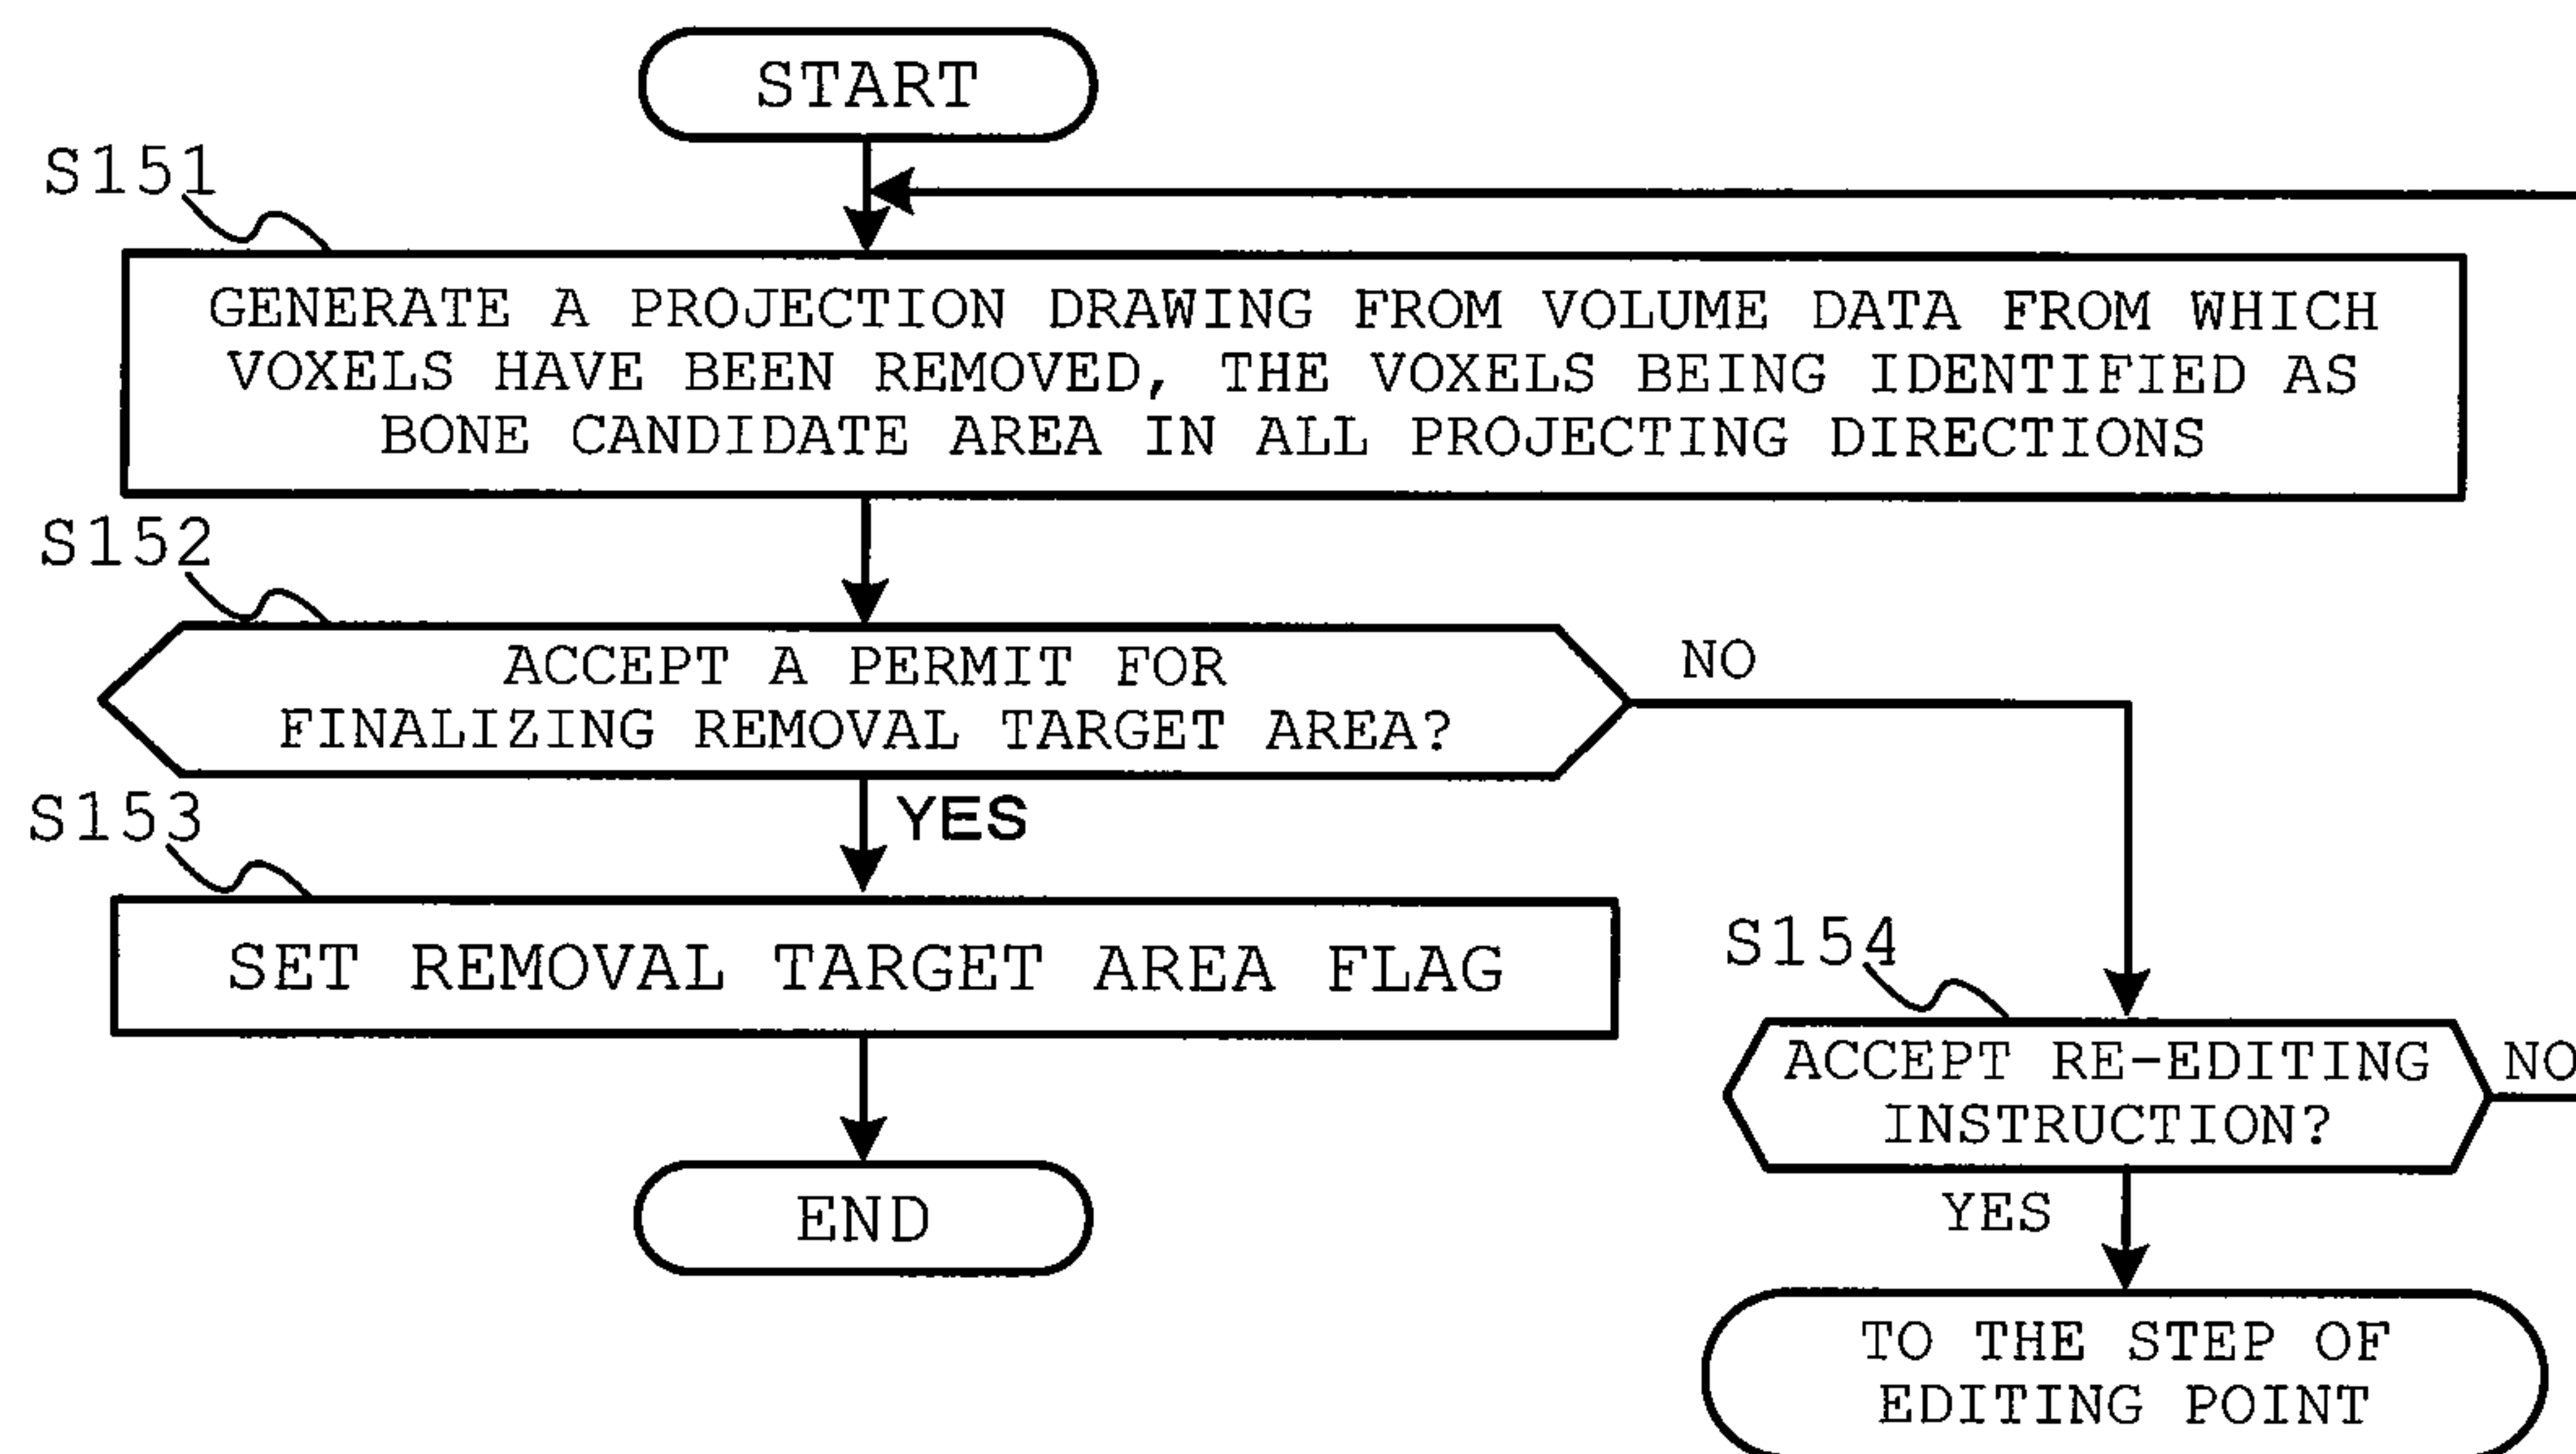 START
S151
GENERATE A PROJECTION DRAWING FROM VOLUME DATA FROM WHICH
VOXELS HAVE BEEN REMOVED, THE VOXELS BEING IDENTIFIED AS
BONE CANDIDATE AREA IN ALL PROJECTING DIRECTIONS
S152
ACCEPT A PERMIT FOR
FINALIZING REMOVAL TARGET AREA?
NO
YES
S153
SET REMOVAL TARGET AREA FLAG
END
S154
ACCEPT RE-EDITING
INSTRUCTION?
NO
YES
TO THE STEP OF
EDITING POINT